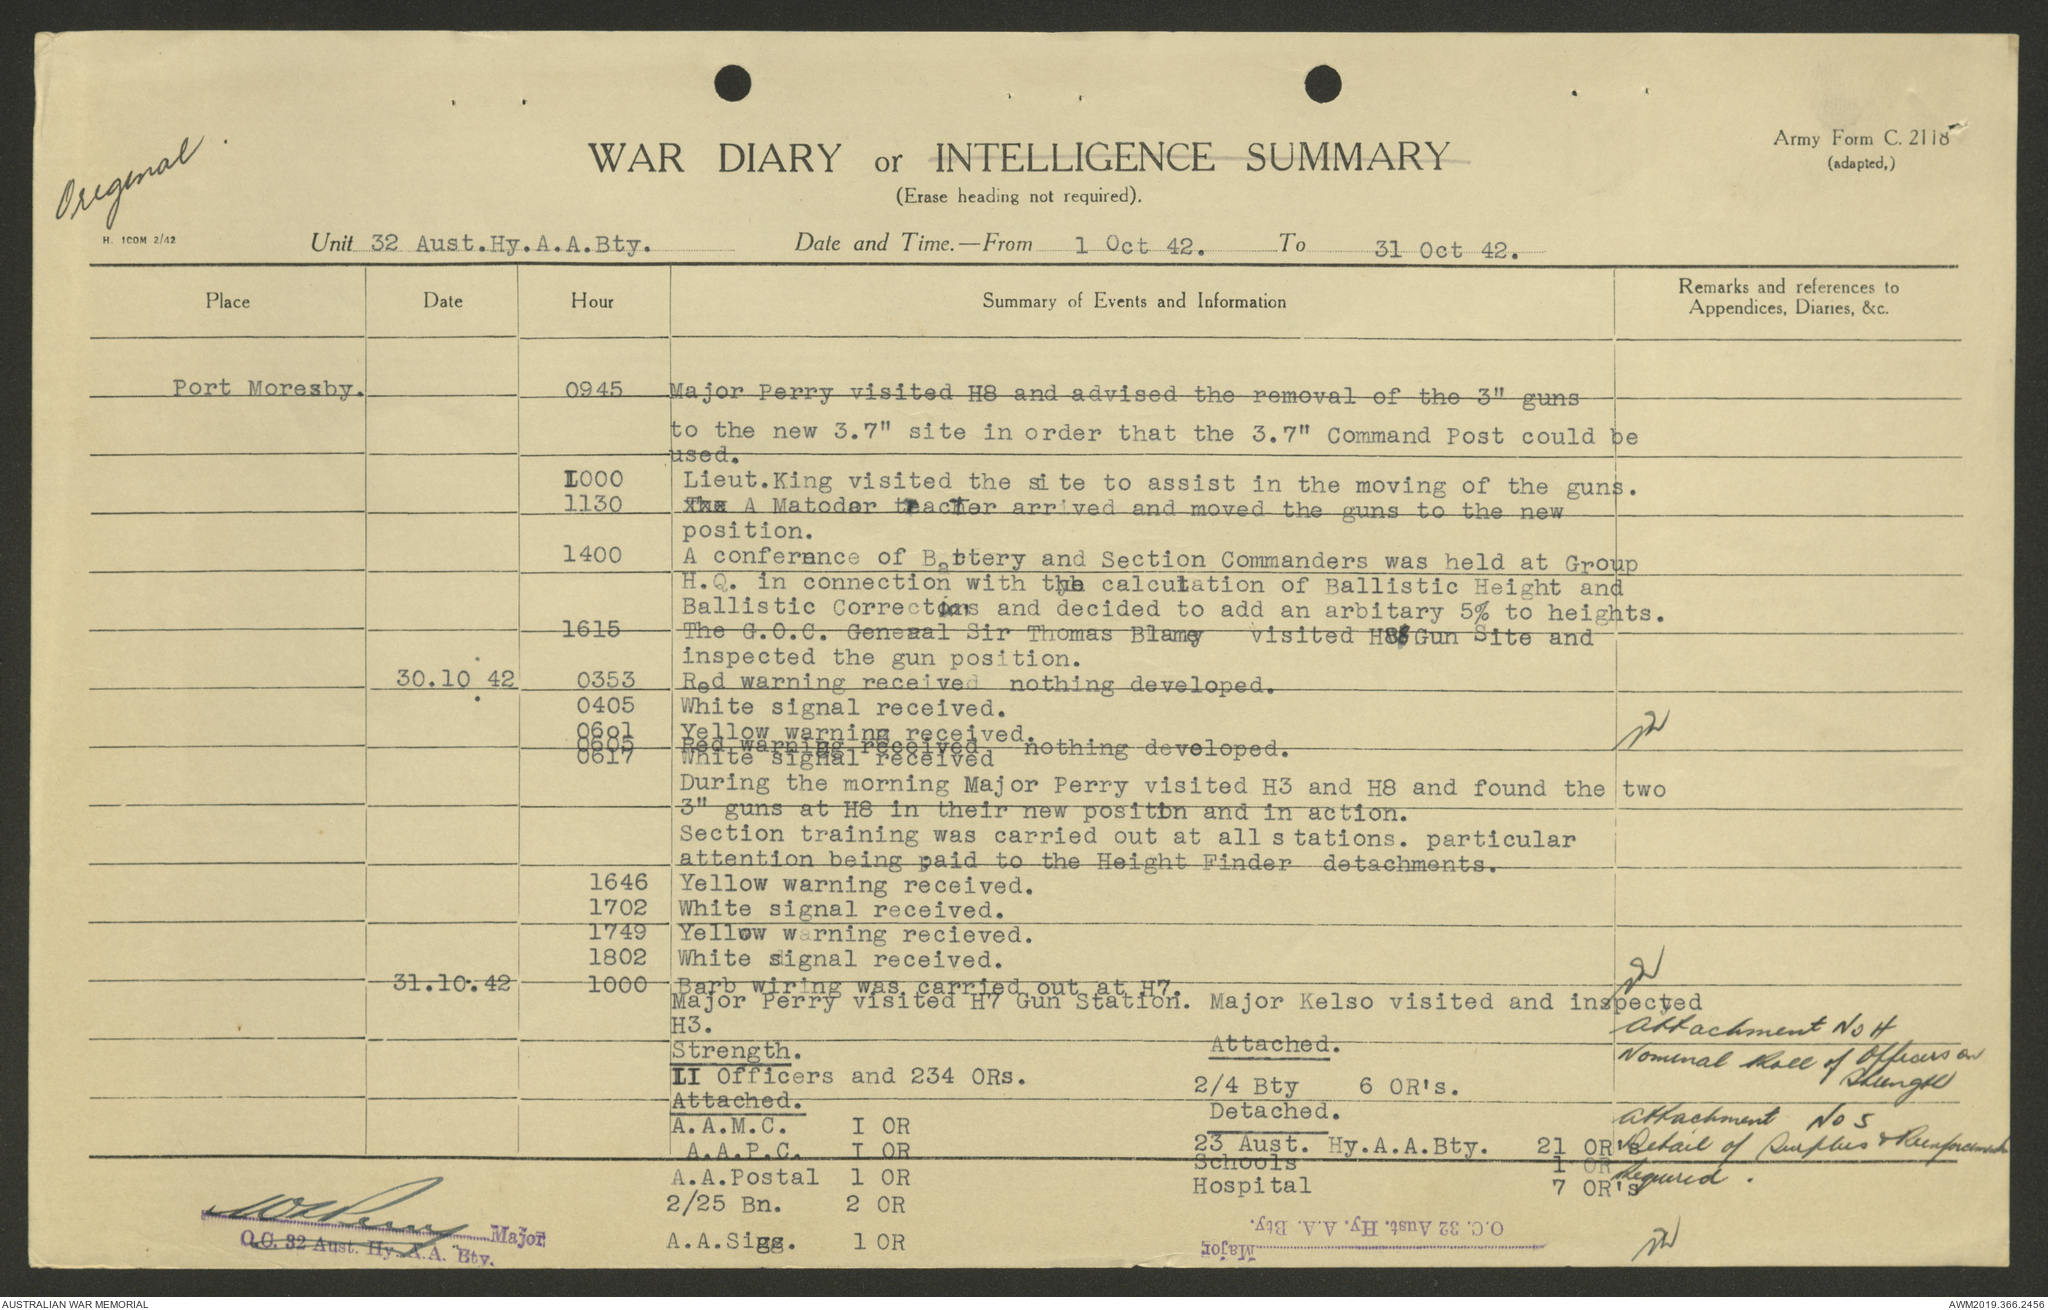 Original.
WAR DIARY or INTELLIGENCE SUMMARY
(Erase heading not required).
Army Form C. 2118
(adapted,)
H. 100M 2/42
Unit 32 Aust.Hy.A.A.Bty. Date and Time.—From 1 Oct 42. To 31 Oct 42.
Place Date Hour Summary of Events and Information Remarks and references to Appendices, Diaries, &c.
Port Moresby. 0945 Major Perry visited H8 and advised the removal of the 3" guns
to the new 3.7" site in order that the 3.7" Command Post could be
used.
1000 Lieut.King visited the site to assist in the moving of the guns.
1130 A Matodor tractor arrived and moved the guns to the new
position.
1400 A conference of Battery and Section Commanders was held at Group
H.Q. in connection with the calculation of Ballistic Height and
Ballistic Corrections and decided to add an arbitary 5% to heights.
1615 The G.O.C. General Sir Thomas Blamey visited H8 Gun Site and
inspected the gun position.
30.10.42 0353 Red warning received nothing developed.
0405 White signal received.
0601 Yellow warning received.
0605 Red warning received nothing developed.
0617 White signal received
During the morning Major Perry visited H3 and H8 and found the two
3" guns at H8 in their new position and in action.
Section training was carried out at all stations. particular
attention being paid to the Height Finder detachments.
1646 Yellow warning received.
1702 White signal received.
1749 Yellow warning recieved.
1802 White signal received.
31.10.42 1000 Barb wiring was carried out at H7.
Major Perry visited H7 Gun Station. Major Kelso visited and inspected
H3.
Attachment No 4
Nominal Roll of Officers on
Strength
Strength. Attached.
II Officers and 234 ORs. 2/4 Bty 6 OR's.
Attached. Detached.
Attachment No 5
Detail of Surplus & Reinforcements
Required.
A.A.M.C. I OR 23 Aust. Hy.A.A.Bty. 21 OR's
A.A.P.C. I OR Schools 1 OR
A.A.Postal 1 OR Hospital 7 OR's
2/25 Bn. 2 OR
A.A.Sigs. 1 OR
Major
O.C. 32 Aust. Hy. A.A. Bty.
Major
O.C. 32 Aust. Hy. A.A. Bty.
AUSTRALIAN WAR MEMORIAL
AWM2019.366.2456